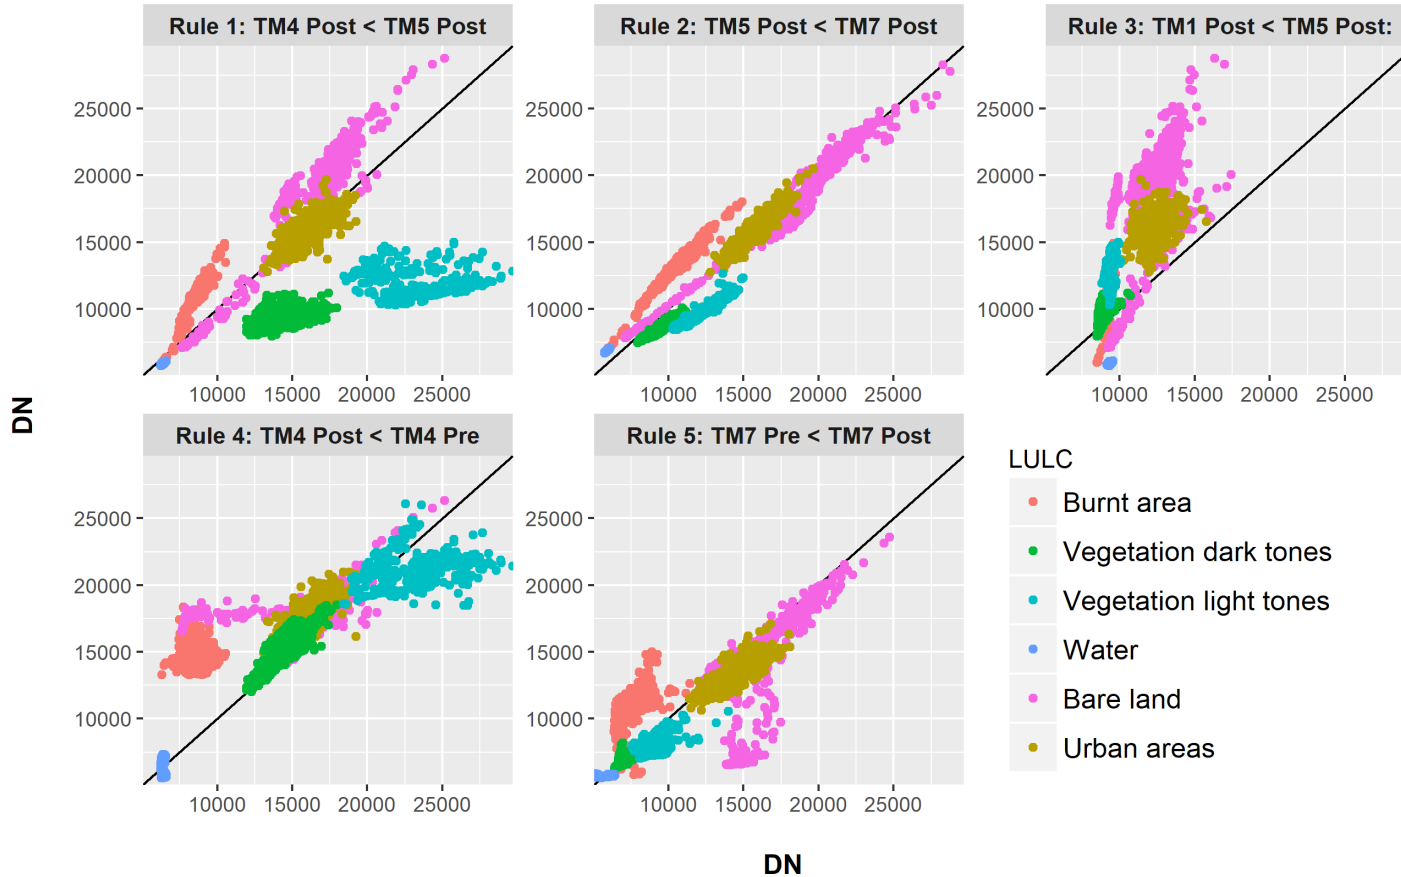 Rule 1: TM4 Post < TM5 Post
Rule 2: TM5 Post < TM7 Post
Rule 3: TM1 Post < TM5 Post:
25000
20000
15000
10000
10000 15000 20000 25000
25000
20000
15000
10000
10000 15000 20000 25000
25000
20000
15000
10000
10000 15000 20000 25000
DN
Rule 4: TM4 Post < TM4 Pre
Rule 5: TM7 Pre < TM7 Post
25000
20000
15000
10000
10000 15000 20000 25000
25000
20000
15000
10000
10000 15000 20000 25000
LULC
Burnt area
Vegetation dark tones
Vegetation light tones
Water
Bare land
Urban areas
DN